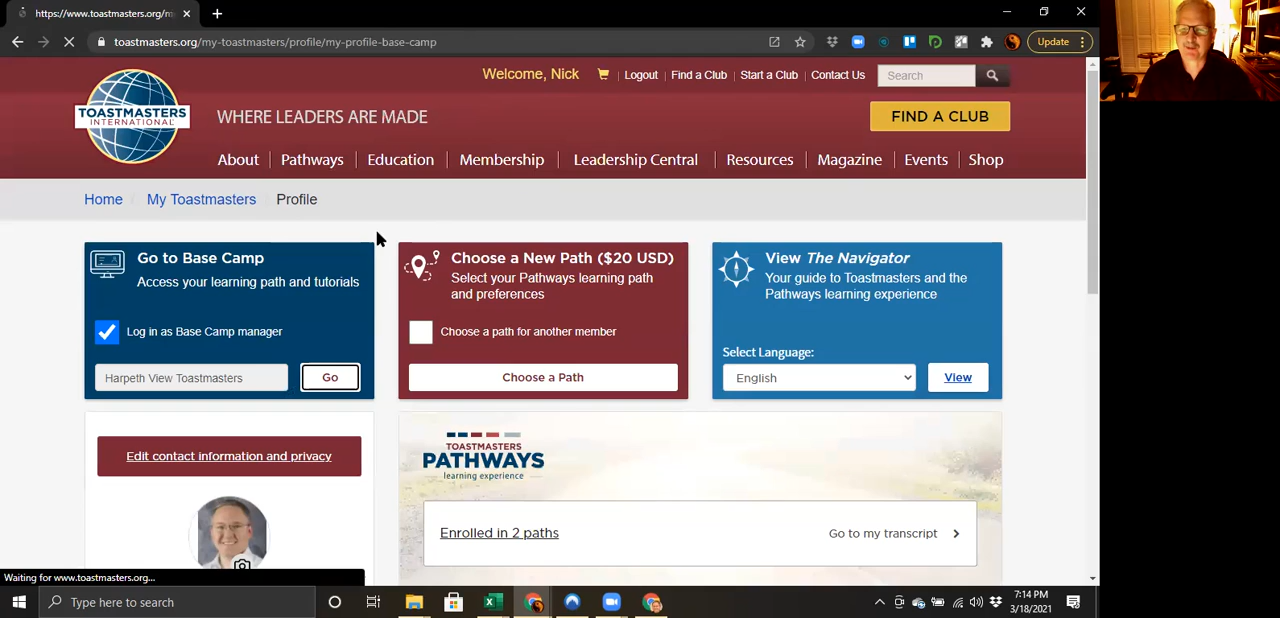 https://www.toastmasters.org/m
toastmasters.org/my-toastmasters/profile/my-profile-base-camp
Update
Welcome, Nick
Logout
Find a Club
Start a Club
Contact Us
Search
TOASTMASTERS
INTERNATIONAL
WHERE LEADERS ARE MADE
FIND A CLUB
About
Pathways
Education
Membership
Leadership Central
Resources
Magazine
Events
Shop
Home
My Toastmasters
Profile
Go to Base Camp
Access your learning path and tutorials
Log in as Base Camp manager
Harpeth View Toastmasters
Go
Choose a New Path ($20 USD)
Select your Pathways learning path
and preferences
Choose a path for another member
Choose a Path
View The Navigator
Your guide to Toastmasters and the
Pathways learning experience
Select Language:
English
View
Edit contact information and privacy
TOASTMASTERS
PATHWAYS
learning experience
Enrolled in 2 paths
Go to my transcript
Waiting for www.toastmasters.org...
Type here to search
7:14 PM
3/18/2021